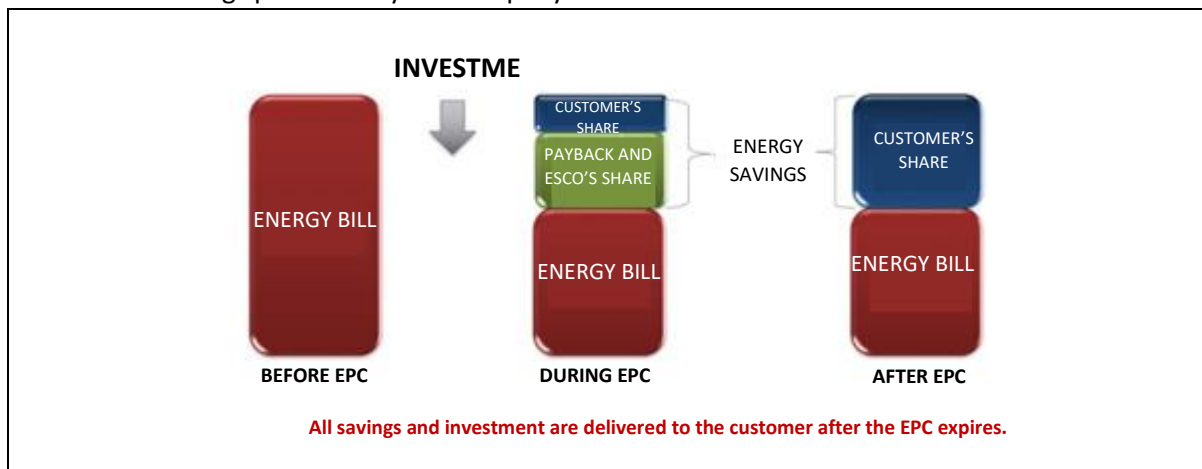 INVESTME
CUSTOMER'S
SHARE
PAYBACK AND
ESCO'S SHARE
ENERGY
SAVINGS
CUSTOMER'S
SHARE
ENERGY BILL
ENERGY BILL
ENERGY BILL
BEFORE EPC
DURING EPC
AFTER EPC
All savings and investment are delivered to the customer after the EPC expires.